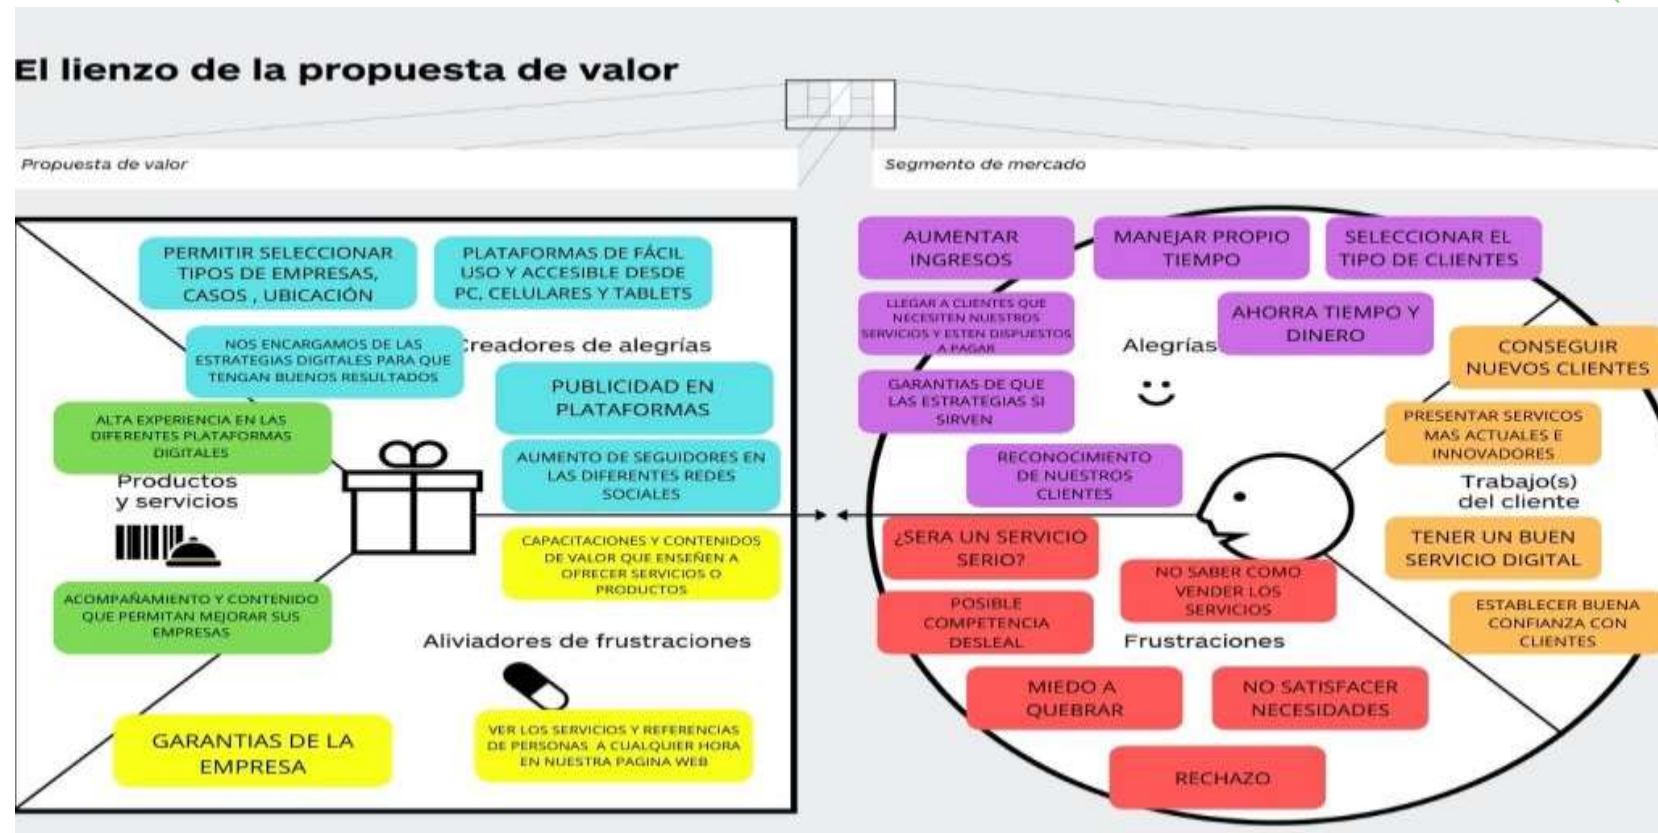 El lienzo de la propuesta de valor
Propuesta de valor
PERMITIR SELECCIONAR
TIPOS DE EMPRESAS,
CASOS , UBICACIÓN
PLATAFORMAS DE FÁCIL
USO Y ACCESIBLE DESDE
PC, CELULARES Y TABLETS
NOS ENCARGAMOS DE LAS
ESTRATEGIAS DIGITALES PARA QUE
TENGAN BUENOS RESULTADOS
Creadores de alegrías
PUBLICIDAD EN
PLATAFORMAS
ALTA EXPERIENCIA EN LAS
DIFERENTES PLATAFORMAS
DIGITALES
AUMENTO DE SEGUIDORES EN
LAS DIFERENTES REDES
SOCIALES
Productos
y servicios
CAPACITACIONES Y CONTENIDOS
DE VALOR QUE ENSEÑEN A
OFRECER SERVICIOS O
PRODUCTOS
ACOMPAÑAMIENTO Y CONTENIDO
QUE PERMITAN MEJORAR SUS
EMPRESAS
Aliviadores de frustraciones
GARANTIAS DE LA
EMPRESA
VER LOS SERVICIOS Y REFERENCIAS
DE PERSONAS A CUALQUIER HORA
EN NUESTRA PAGINA WEB
Segmento de mercado
AUMENTAR
INGRESOS
MANEJAR PROPIO
TIEMPO
SELECCIONAR EL
TIPO DE CLIENTES
LLEGAR A CLIENTES QUE
NECESITEN NUESTROS
SERVICIOS Y ESTEN DISPUESTOS
A PAGAR
AHORRA TIEMPO Y
DINERO
Alegrías
CONSEGUIR
NUEVOS CLIENTES
GARANTIAS DE QUE
LAS ESTRATEGIAS SI
SIRVEN
PRESENTAR SERVICOS
MAS ACTUALES E
INNOVADORES
RECONOCIMIENTO
DE NUESTROS
CLIENTES
Trabajo(s)
del cliente
¿SERA UN SERVICIO
SERIO?
TENER UN BUEN
SERVICIO DIGITAL
NO SABER COMO
VENDER LOS
SERVICIOS
POSIBLE
COMPETENCIA
DESLEAL
ESTABLECER BUENA
CONFIANZA CON
CLIENTES
Frustraciones
MIEDO A
QUEBRAR
NO SATISFACER
NECESIDADES
RECHAZO